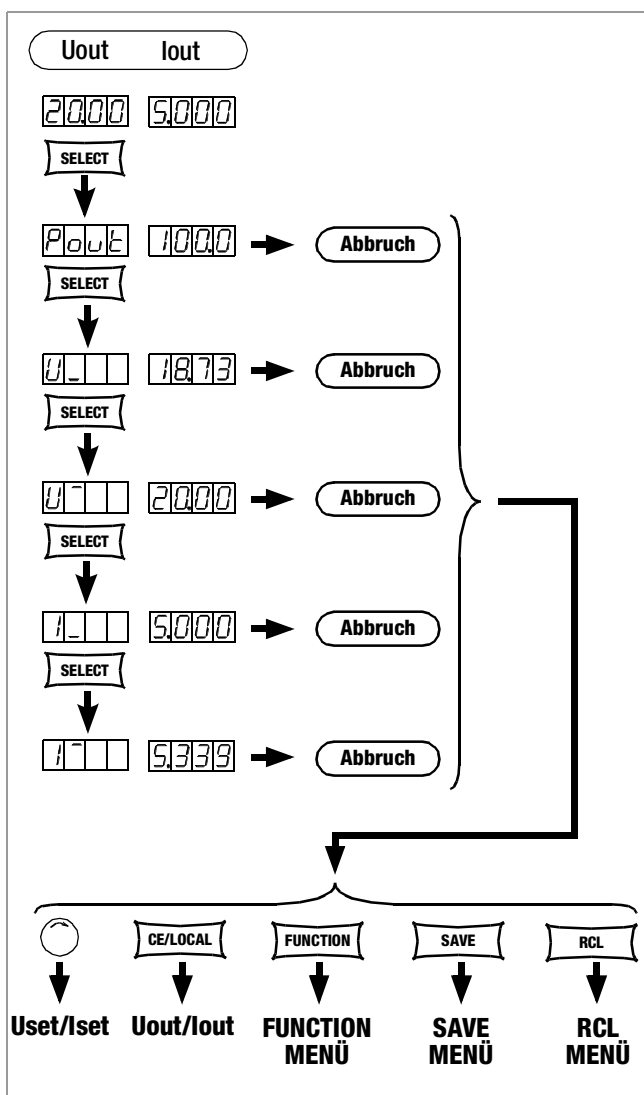 Uout Iout
20.00 5.000
SELECT
Pout 100.0 Abbruch
SELECT
U_ 18.73 Abbruch
SELECT
U¯ 20.00 Abbruch
SELECT
I_ 5.000 Abbruch
SELECT
I¯ 5.339 Abbruch
CE/LOCAL FUNCTION SAVE RCL
Uset/Iset Uout/Iout FUNCTION MENÜ SAVE MENÜ RCL MENÜ